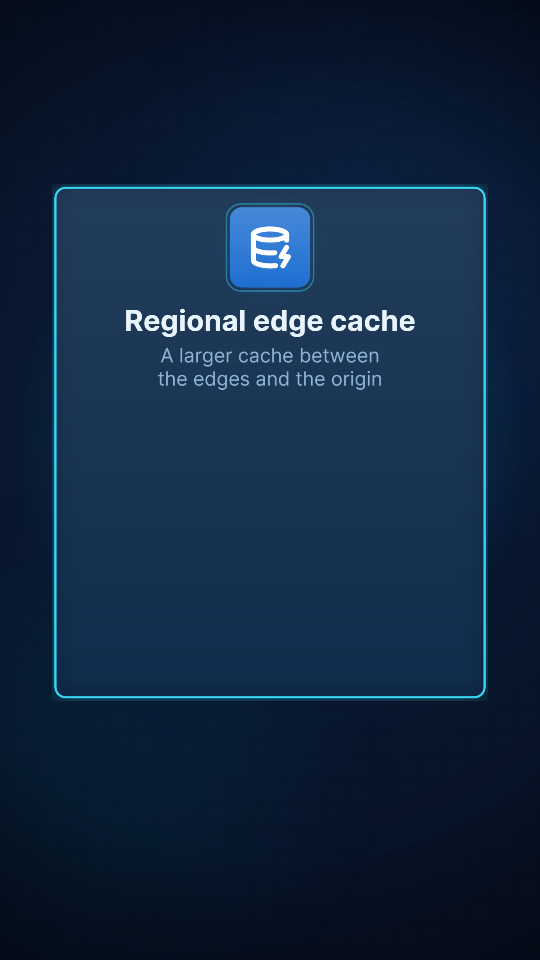 Regional edge cache
A larger cache between
the edges and the origin